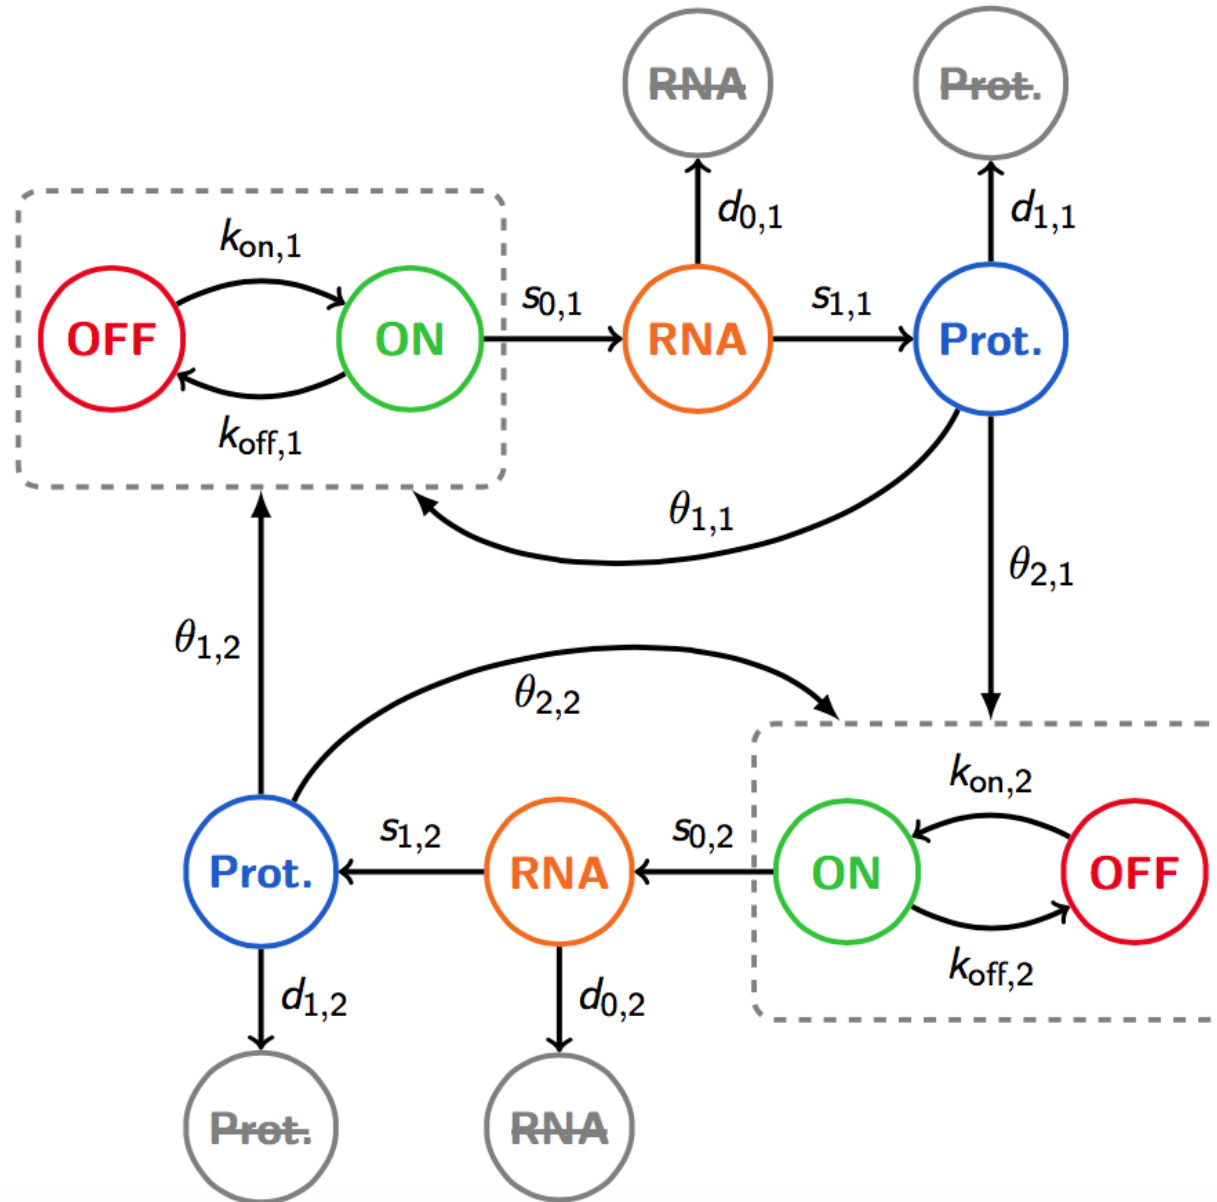 RNA
Prot.
d0,1
d1,1
kon,1
OFF
ON
s0,1
RNA
s1,1
Prot.
koff,1
θ1,1
θ2,1
θ1,2
θ2,2
kon,2
Prot.
s1,2
RNA
s0,2
ON
OFF
koff,2
d1,2
d0,2
Prot.
RNA